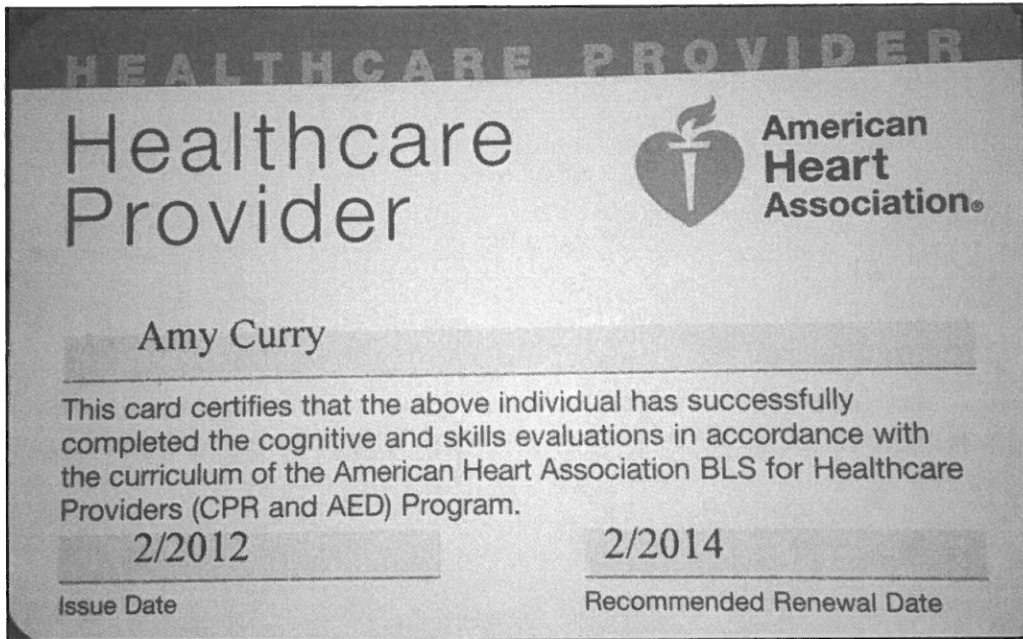 HEALTHCARE PROVIDER
Healthcare
Provider
American
Heart
Association®
Amy Curry
This card certifies that the above individual has successfully
completed the cognitive and skills evaluations in accordance with
the curriculum of the American Heart Association BLS for Healthcare
Providers (CPR and AED) Program.
2/2012
2/2014
Issue Date
Recommended Renewal Date